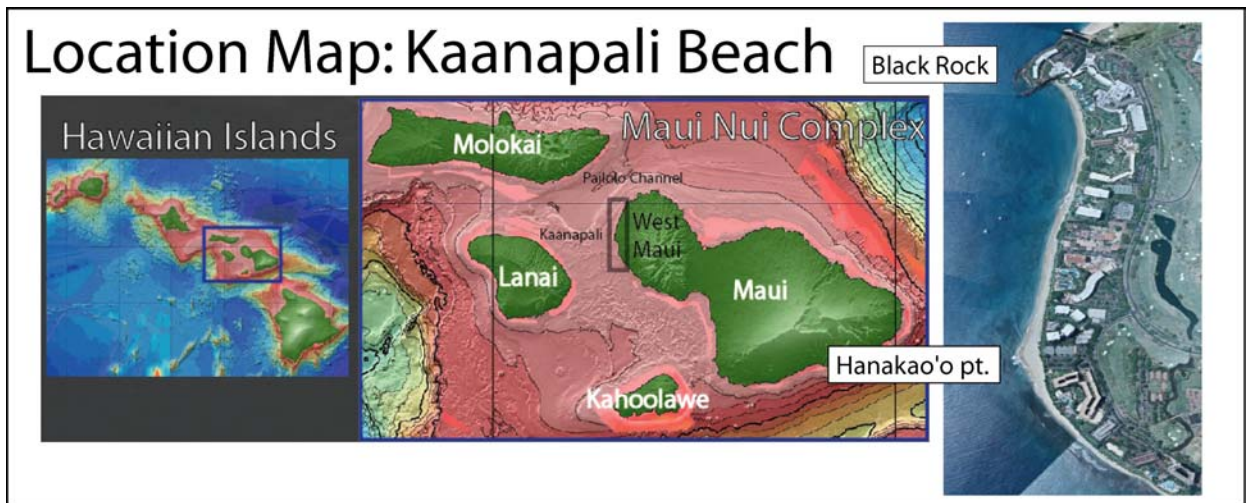 Location Map: Kaanapali Beach
Black Rock
Hawaiian Islands
Maui Nui Complex
Molokai
Pailolo Channel
Kaanapali
West
Maui
Lanai
Maui
Hanakao'o pt.
Kahoolawe